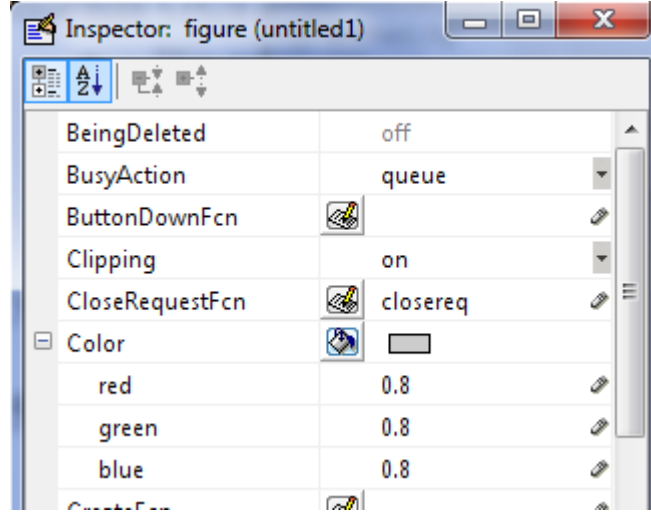 Inspector: figure (untitled1)
BeingDeleted off
BusyAction queue
ButtonDownFcn
Clipping on
CloseRequestFcn closereq
Color
red 0.8
green 0.8
blue 0.8
CreateFcn